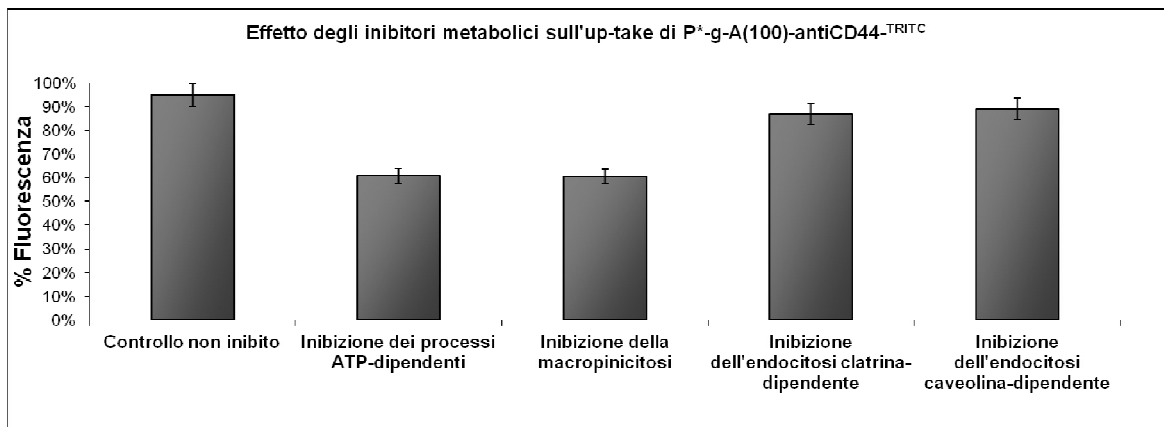 Effetto degli inibitori metabolici sull'up-take di P*-g-A(100)-antiCD44-TRITC
% Fluorescenza
100%
90%
80%
70%
60%
50%
40%
30%
20%
10%
0%
Controllo non inibito
Inibizione dei processi
ATP-dipendenti
Inibizione della
macropinicitosi
Inibizione
dell'endocitosi clatrina-
dipendente
Inibizione
dell'endocitosi
caveolina-dipendente